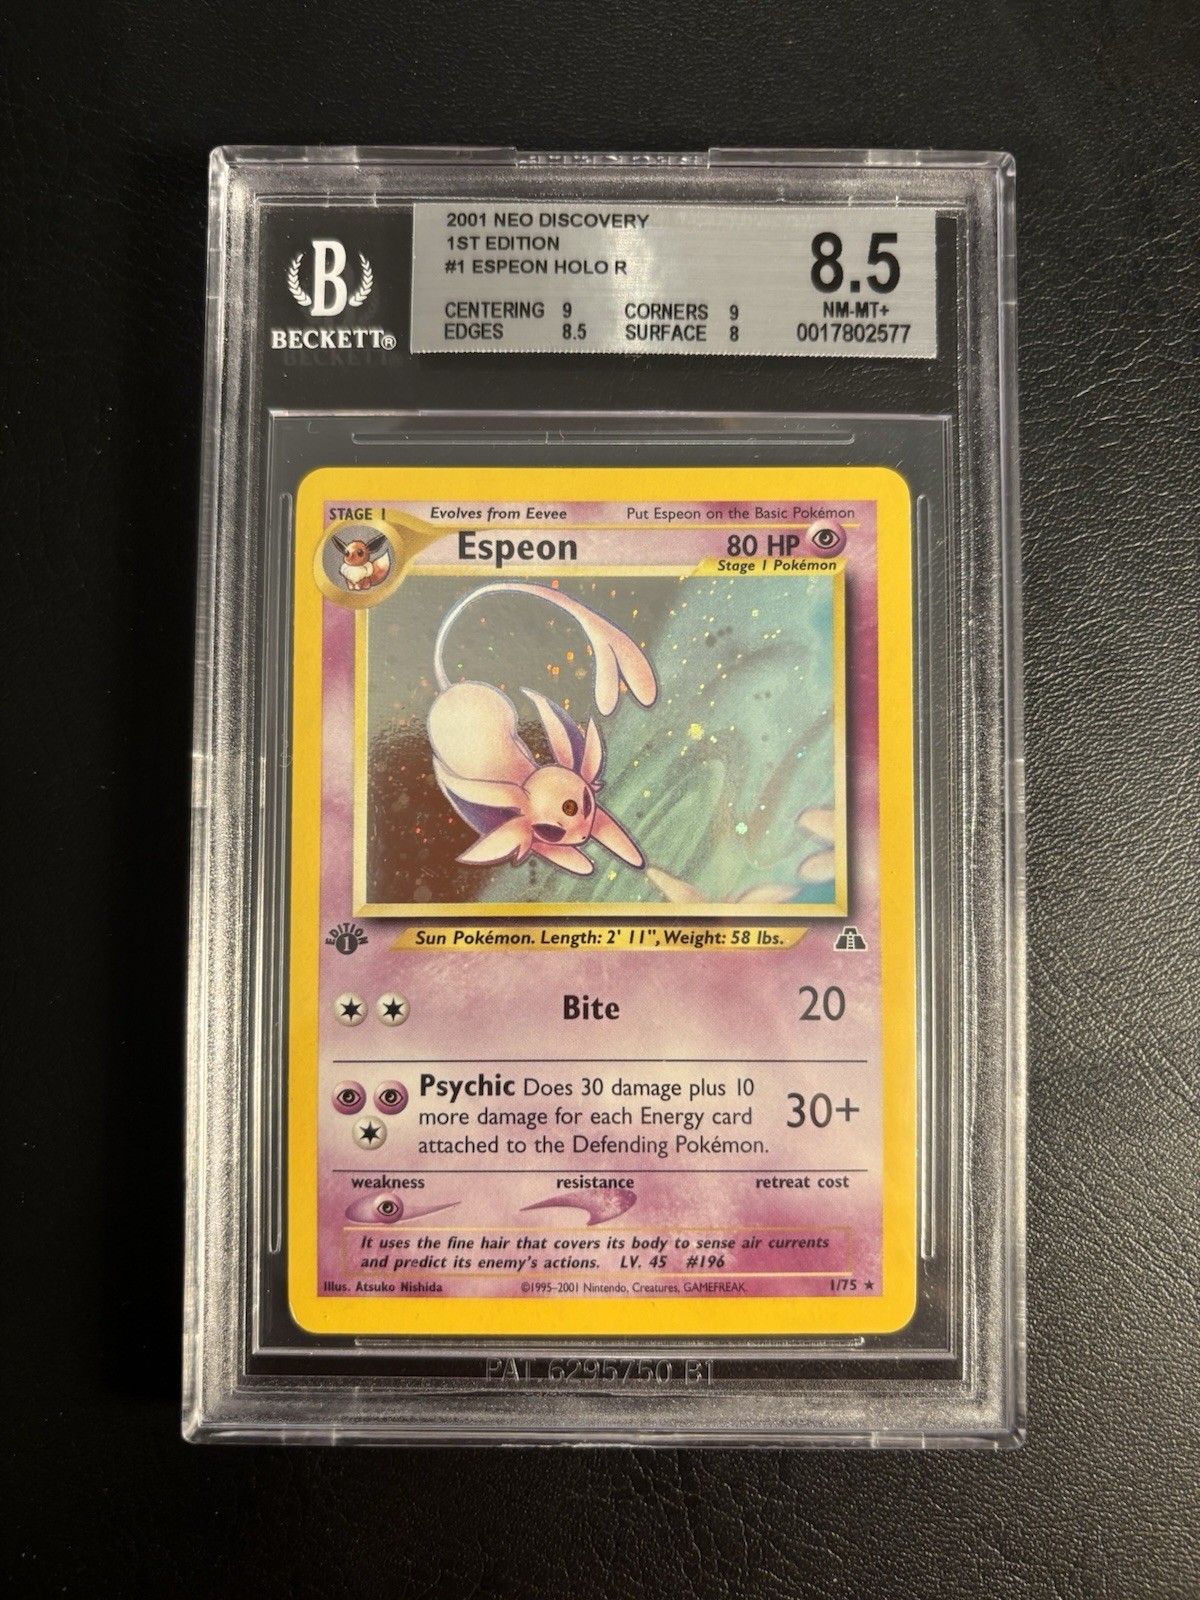 2001 NEO DISCOVERY
1ST EDITION
#1 ESPEON HOLO R
8.5
NM-MT+
CENTERING 9 CORNERS 9
EDGES 8.5 SURFACE 8
0017802577
B
BECKETT®
STAGE 1 Evolves from Eevee Put Espeon on the Basic Pokémon
Espeon 80 HP
Stage 1 Pokémon
EDITION
1
Sun Pokémon. Length: 2' 11", Weight: 58 lbs.
Bite 20
Psychic Does 30 damage plus 10
more damage for each Energy card
attached to the Defending Pokémon.
30+
weakness resistance retreat cost
It uses the fine hair that covers its body to sense air currents
and predict its enemy's actions. LV. 45 #196
Illus. Atsuko Nishida ©1995-2001 Nintendo, Creatures, GAMEFREAK. 1/75 ★
PAT.6295750 B1